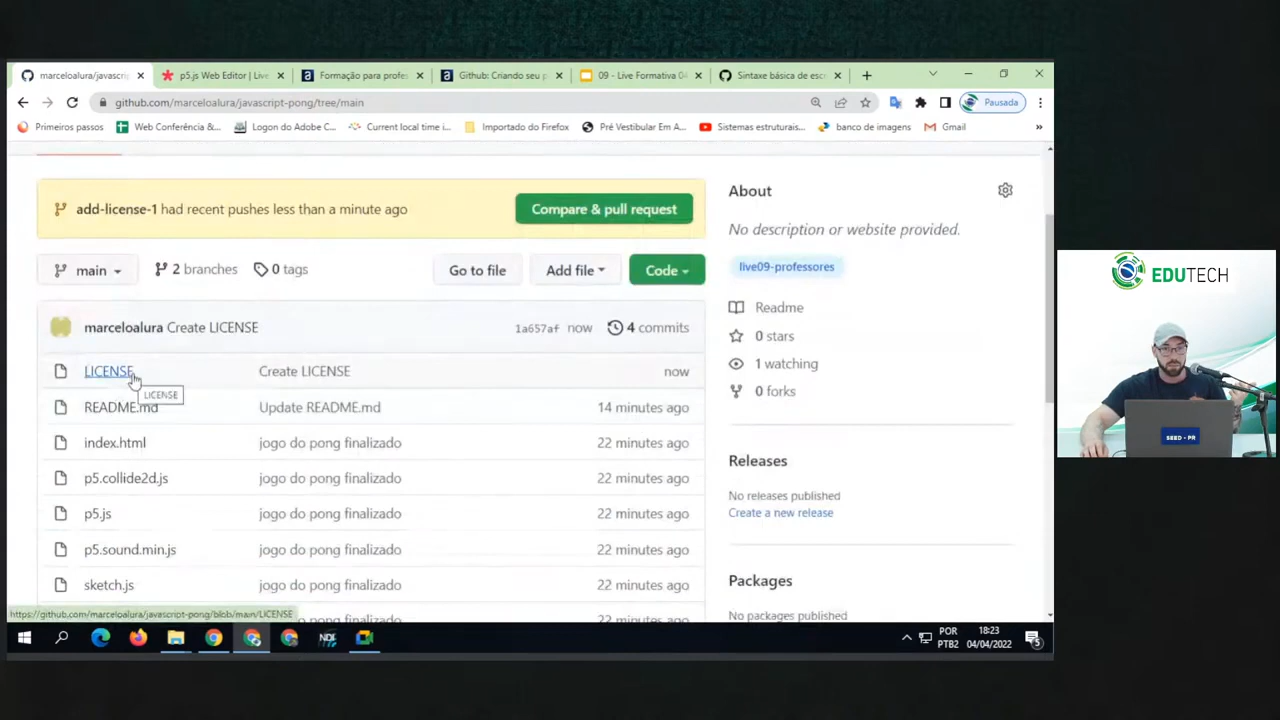 marceloalura/javascri
p5.js Web Editor | Live
Formação para profes
Github: Criando seu p
09 - Live Formativa 04
Sintaxe básica de escr
github.com/marceloalura/javascript-pong/tree/main
Pausada
Primeiros passos
Web Conferência &...
Logon do Adobe C...
Current local time i...
Importado do Firefox
Pré Vestibular Em A...
Sistemas estruturais...
banco de imagens
Gmail
»
add-license-1 had recent pushes less than a minute ago
Compare & pull request
main
2 branches
0 tags
Go to file
Add file
Code
marceloalura Create LICENSE
1a657af now
4 commits
LICENSE
Create LICENSE
now
LICENSE
README.md
Update README.md
14 minutes ago
index.html
jogo do pong finalizado
22 minutes ago
p5.collide2d.js
jogo do pong finalizado
22 minutes ago
p5.js
jogo do pong finalizado
22 minutes ago
p5.sound.min.js
jogo do pong finalizado
22 minutes ago
sketch.js
jogo do pong finalizado
22 minutes ago
https://github.com/marceloalura/javascript-pong/blob/main/LICENSE
About
No description or website provided.
live09-professores
Readme
0 stars
1 watching
0 forks
Releases
No releases published
Create a new release
Packages
No packages published
POR
PTB2
18:23
04/04/2022
5
EDUTECH
SEED - PR